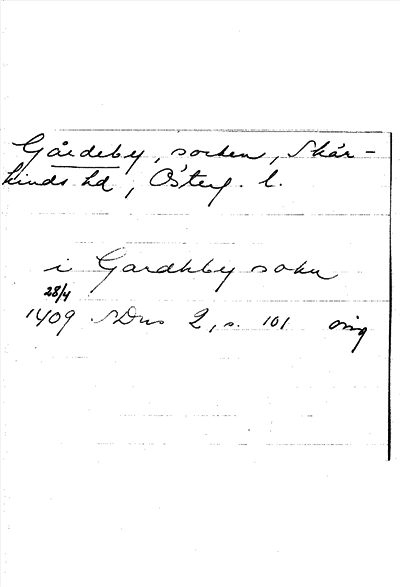 Gårdeby, socken, Skär-
kinds hd, Österg. l.
i Gardhby sokn
28/4
1409 SDns 2, s. 101 orig